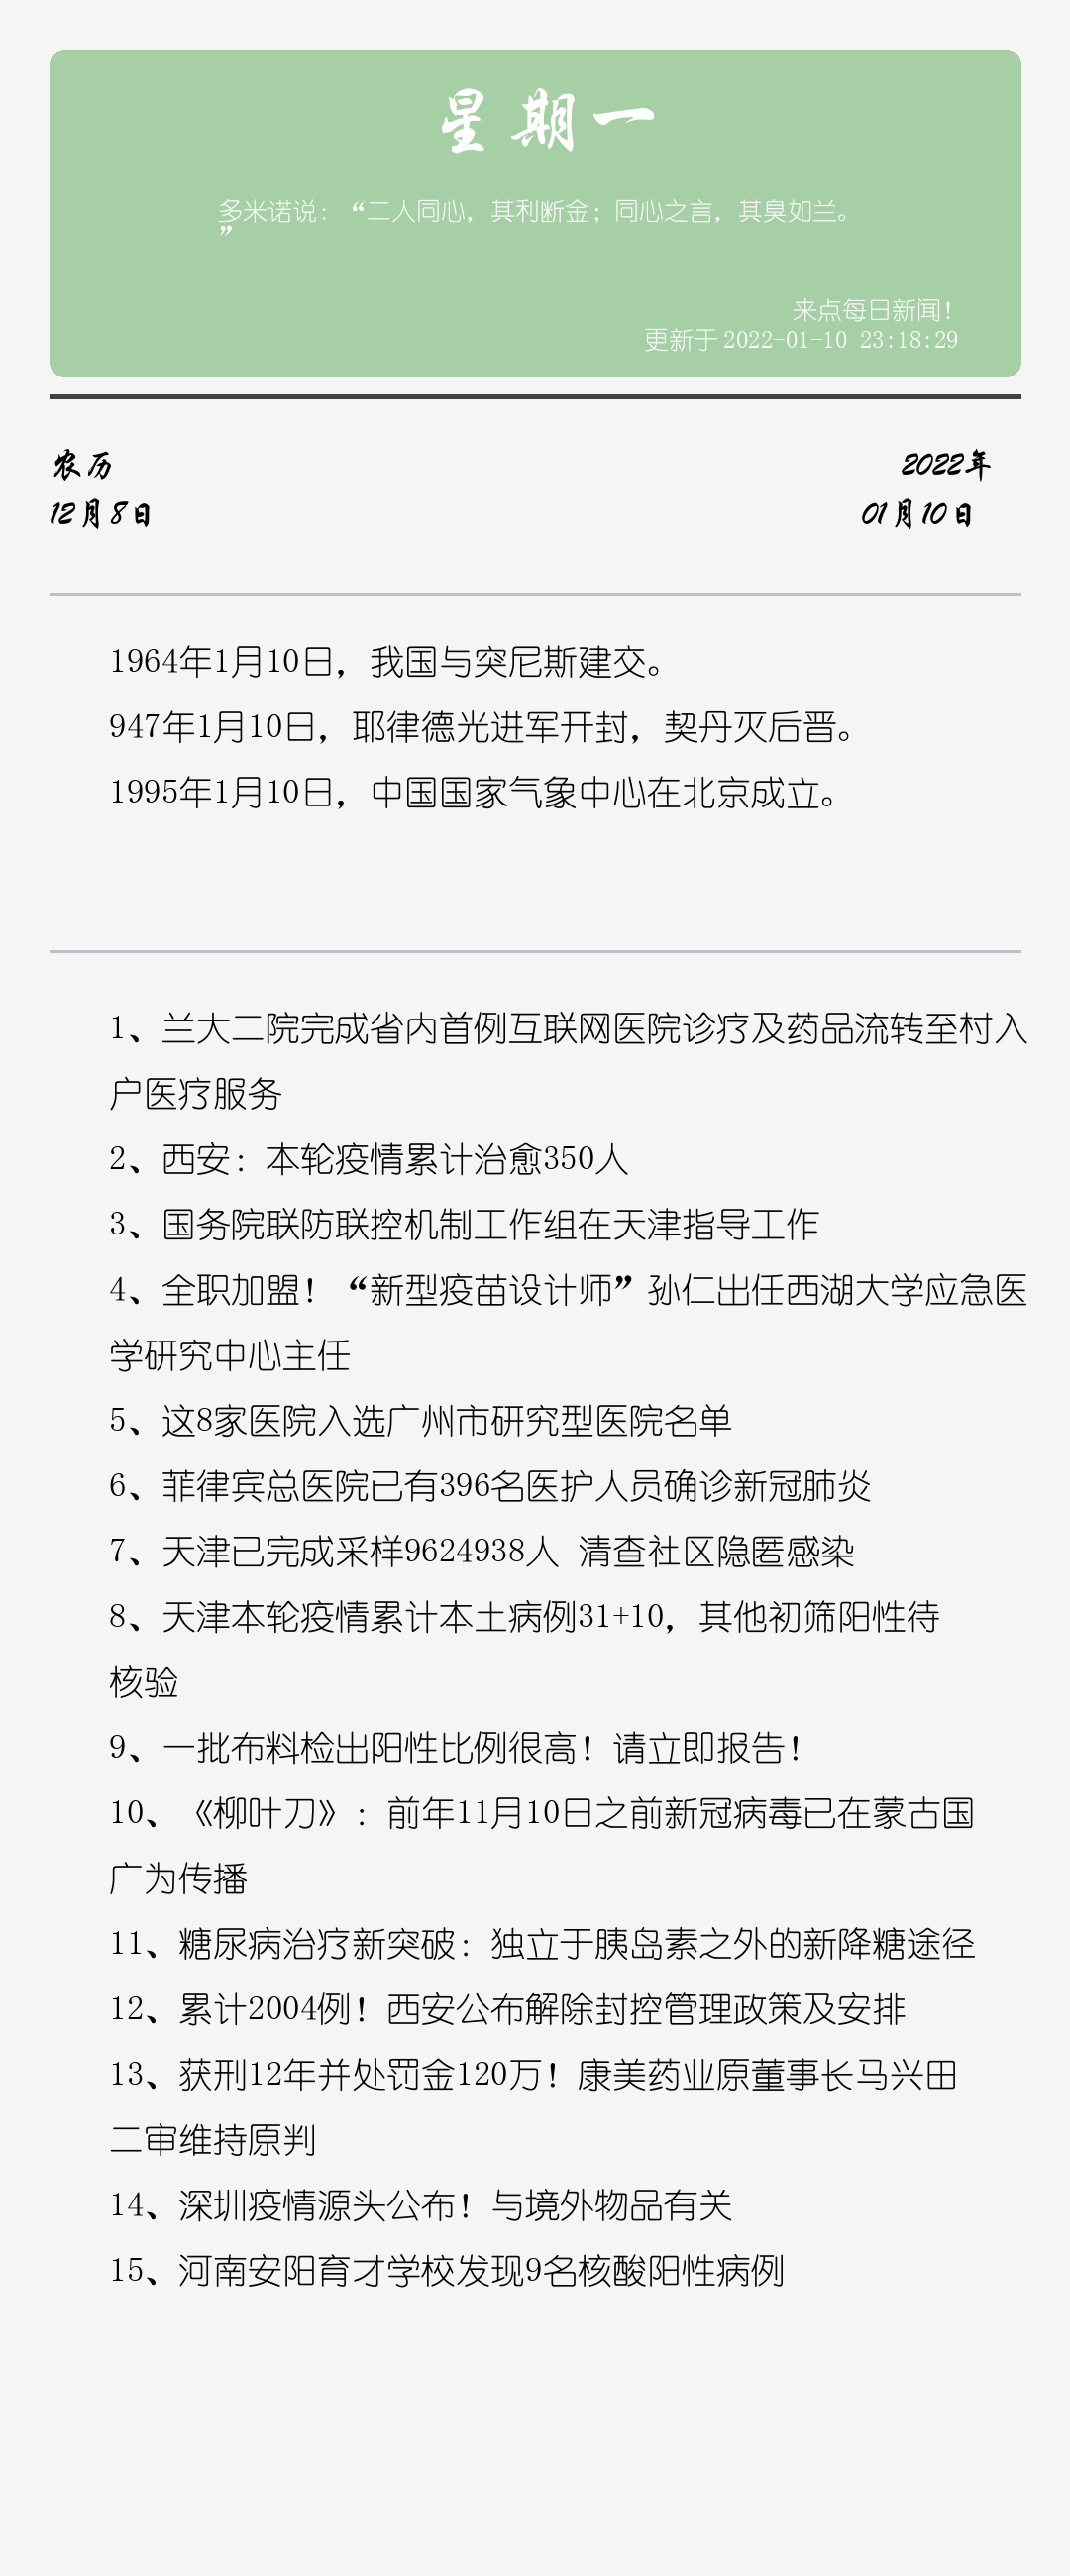 星期一
多米诺说：“二人同心，其利断金；同心之言，其臭如兰。
”
来点每日新闻！
更新于2022-01-10 23:18:29
农历
2022年
12月8日
01月10日
1964年1月10日，我国与突尼斯建交。
947年1月10日，耶律德光进军开封，契丹灭后晋。
1995年1月10日，中国国家气象中心在北京成立。
1、兰大二院完成省内首例互联网医院诊疗及药品流转至村入
户医疗服务
2、西安：本轮疫情累计治愈350人
3、国务院联防联控机制工作组在天津指导工作
4、全职加盟！“新型疫苗设计师”孙仁出任西湖大学应急医
学研究中心主任
5、这8家医院入选广州市研究型医院名单
6、菲律宾总医院已有396名医护人员确诊新冠肺炎
7、天津已完成采样9624938人 清查社区隐匿感染
8、天津本轮疫情累计本土病例31+10，其他初筛阳性待
核验
9、一批布料检出阳性比例很高！请立即报告！
10、《柳叶刀》：前年11月10日之前新冠病毒已在蒙古国
广为传播
11、糖尿病治疗新突破：独立于胰岛素之外的新降糖途径
12、累计2004例！西安公布解除封控管理政策及安排
13、获刑12年并处罚金120万！康美药业原董事长马兴田
二审维持原判
14、深圳疫情源头公布！与境外物品有关
15、河南安阳育才学校发现9名核酸阳性病例